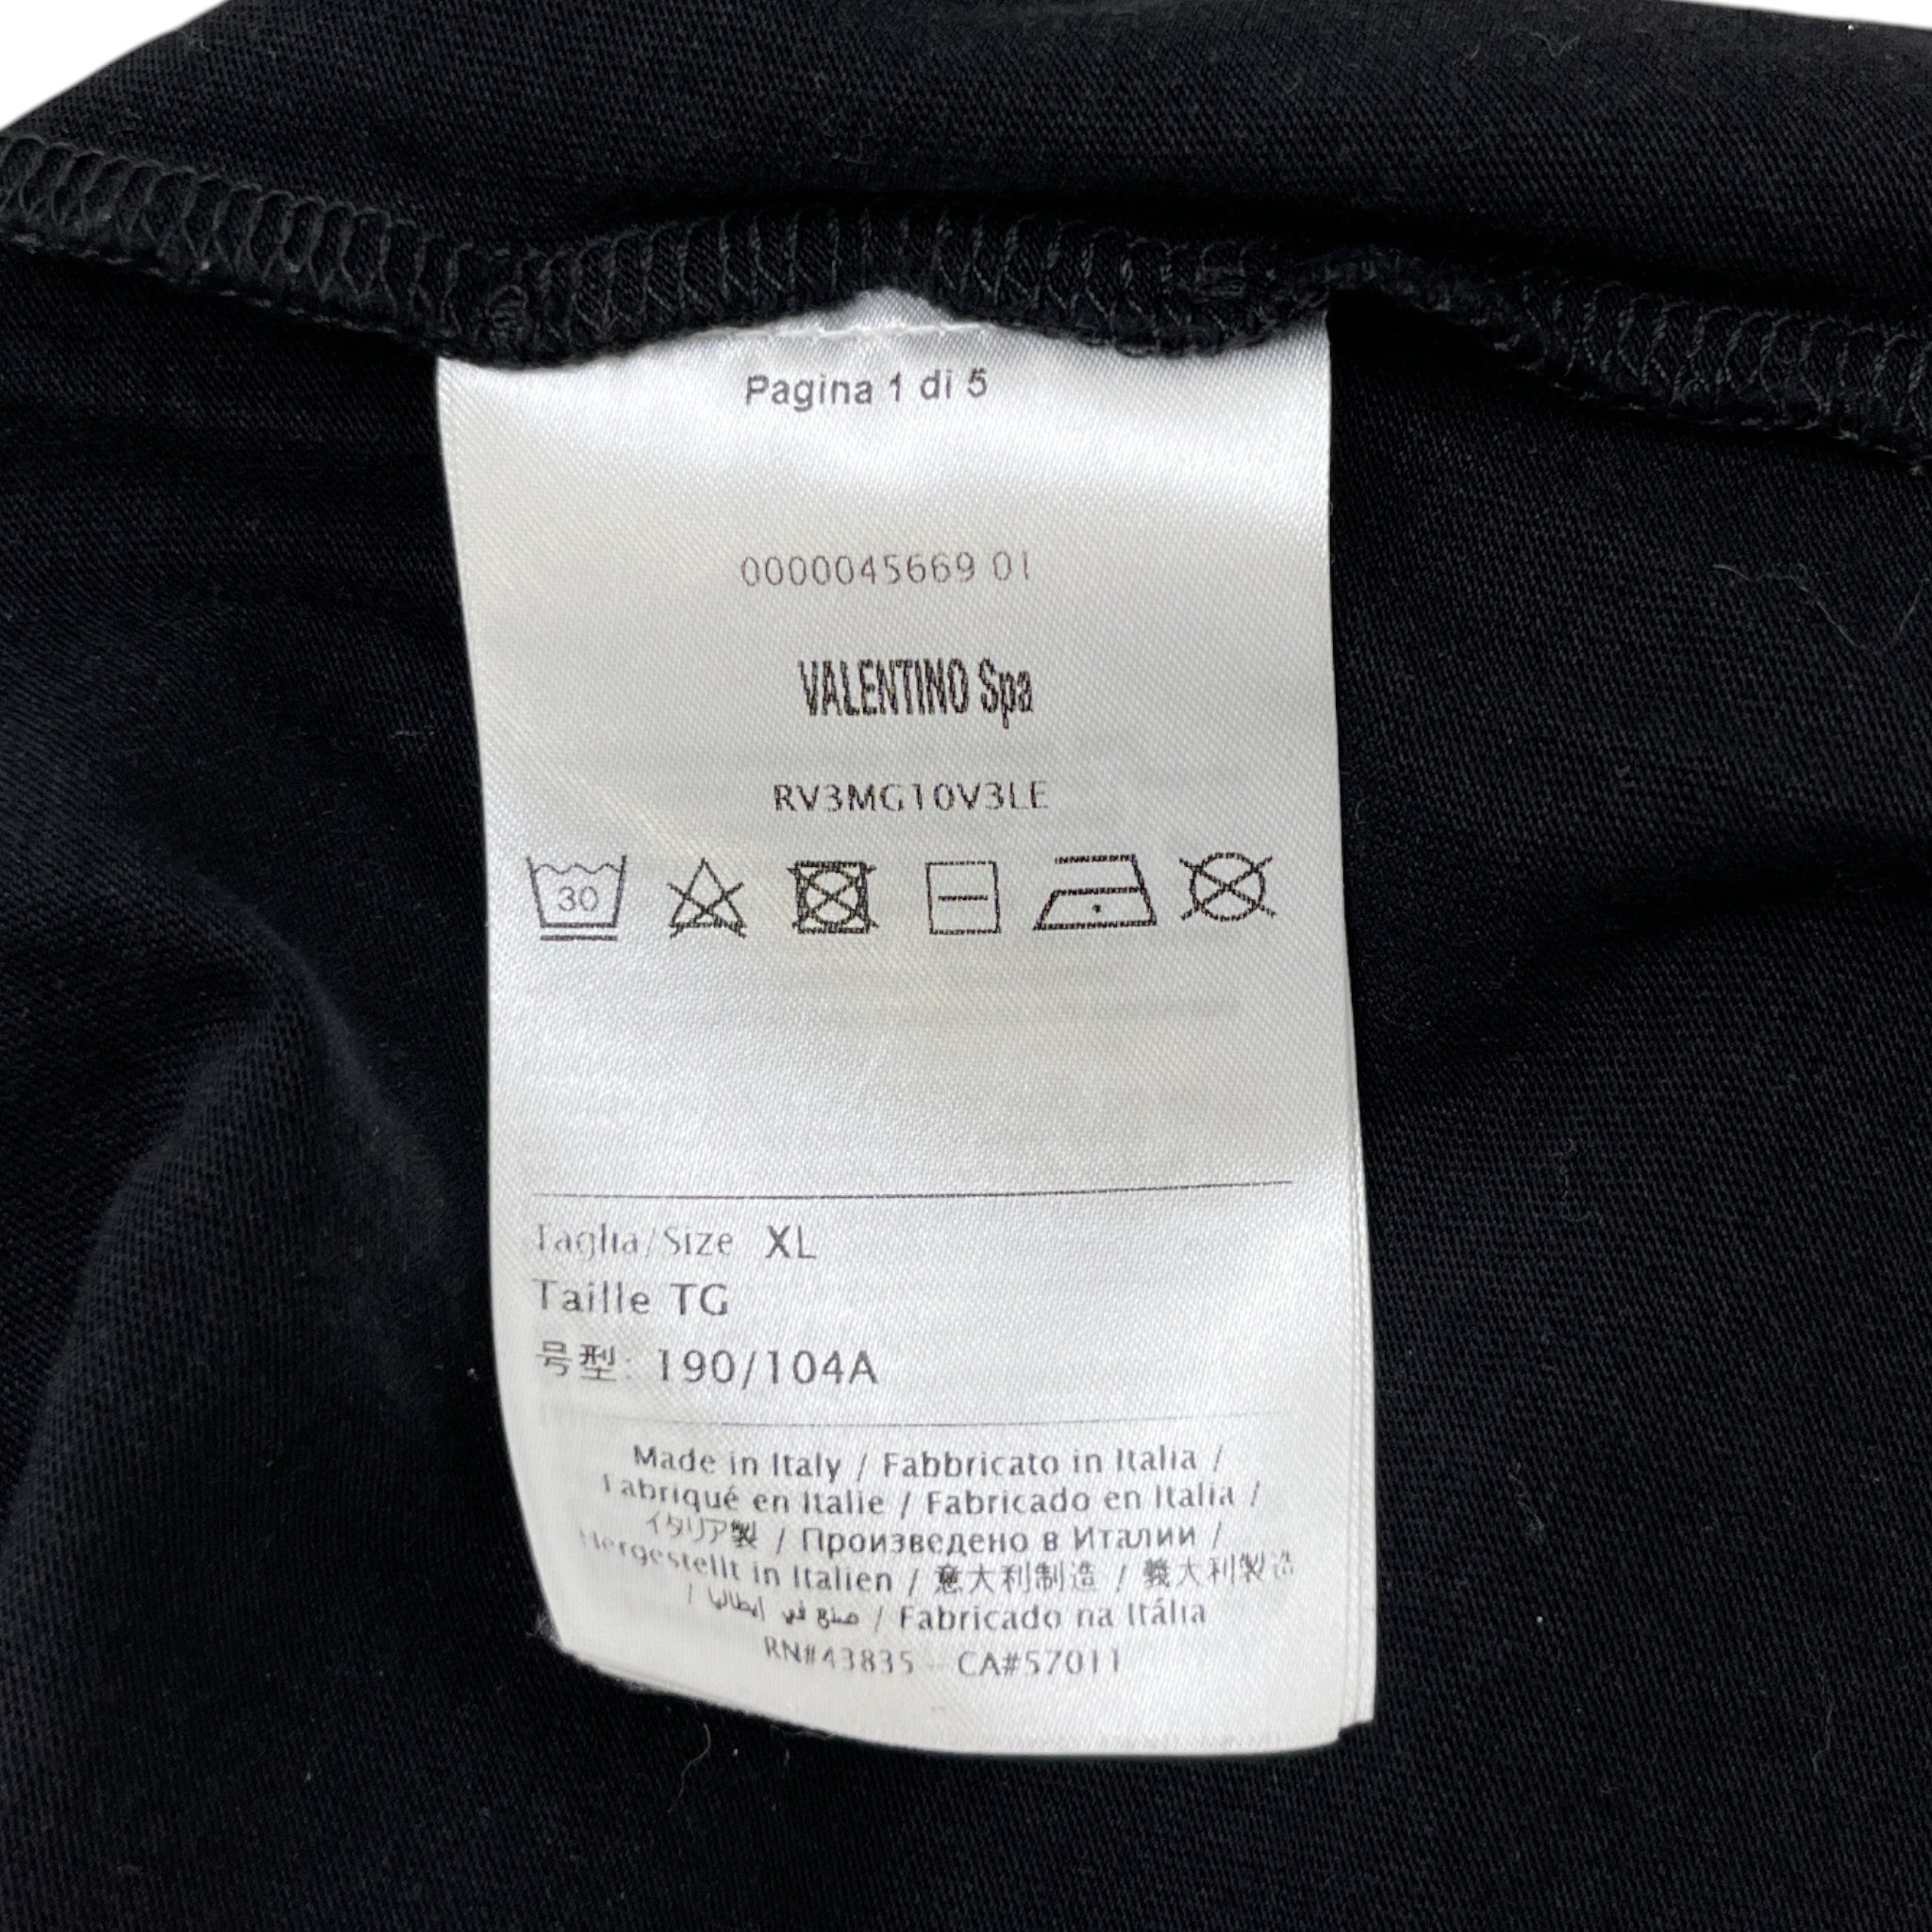 Pagina 1 di 5
0000045669 01
VALENTINO Spa
RV3MG10V3LE
30
Taglia/Size XL
Taille TG
号型: 190/104A
Made in Italy / Fabbricato in Italia /
Fabriqué en Italie / Fabricado en Italia /
イタリア製 / Произведено в Италии /
Hergestellt in Italien / 意大利制造 / 義大利製造
/ صنع في إيطاليا / Fabricado na Itália
RN#43835 - CA#57011